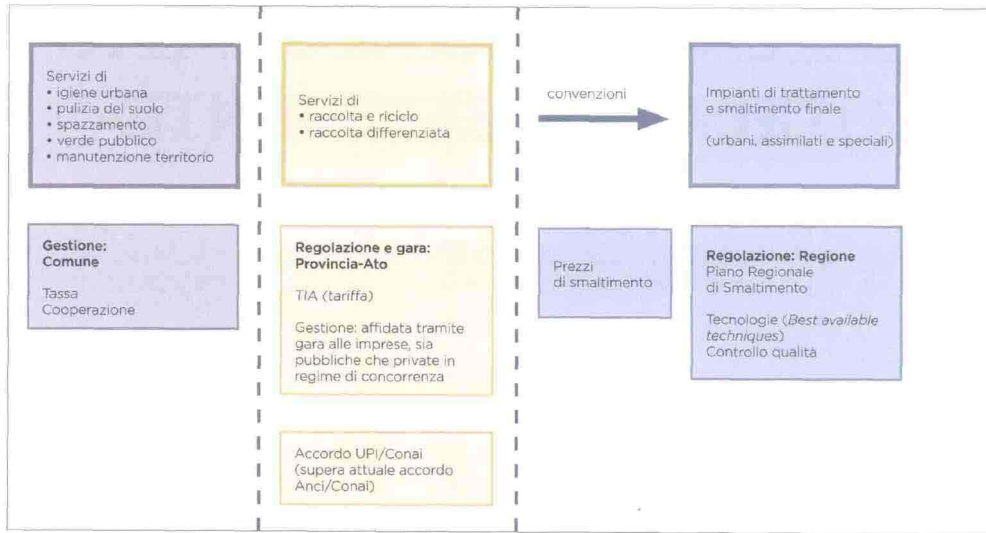 Servizi di
• igiene urbana
• pulizia del suolo
• spazzamento
• verde pubblico
• manutenzione territorio
Servizi di
• raccolta e riciclo
• raccolta differenziata
convenzioni
Impianti di trattamento
e smaltimento finale
(urbani, assimilati e speciali)
Gestione:
Comune
Tassa
Cooperazione
Regolazione e gara:
Provincia-Ato
TIA (tariffa)
Gestione: affidata tramite
gara alle imprese, sia
pubbliche che private in
regime di concorrenza
Prezzi
di smaltimento
Regolazione: Regione
Piano Regionale
di Smaltimento
Tecnologie (Best available
techniques)
Controllo qualità
Accordo UPI/Conai
(supera attuale accordo
Anci/Conai)